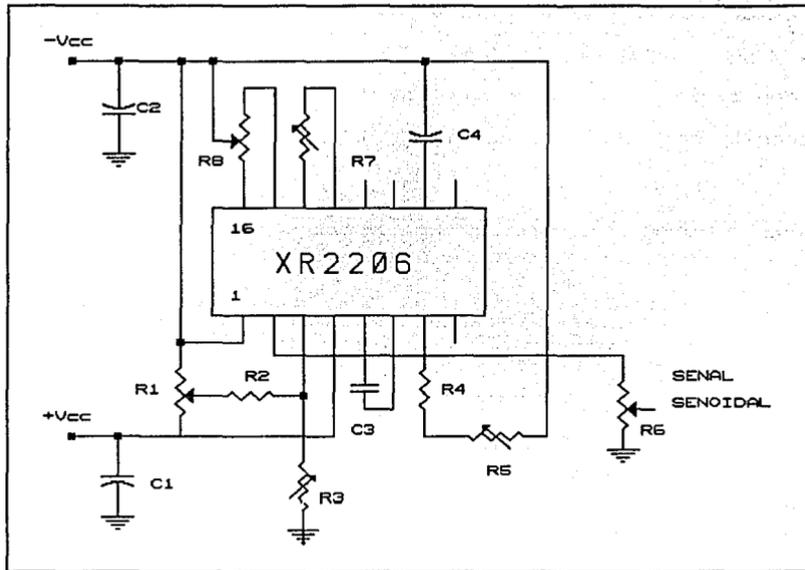 -Vcc
C2
R8
R7
C4
16
XR2206
1
R1
R2
C3
R4
SENAL
SENOIDAL
+Vcc
R5
R6
C1
R3